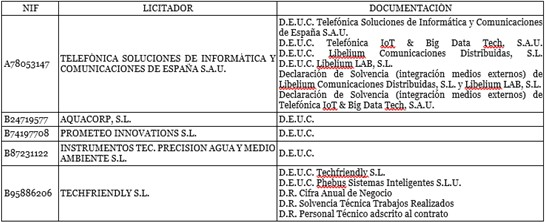 NIF LICITADOR DOCUMENTACIÓN
A78053147
TELEFÓNICA SOLUCIONES DE INFORMÁTICA Y
COMUNICACIONES DE ESPAÑA S.A.U.
D.E.U.C. Telefónica Soluciones de Informática y Comunicaciones
de España S.A.U.
D.E.U.C. Telefónica IoT & Big Data Tech, S.A.U.
D.E.U.C. Libelium Comunicaciones Distribuidas, S.L.
D.E.U.C. Libelium LAB, S.L.
Declaración de Solvencia (integración medios externos) de
Libelium Comunicaciones Distribuidas, S.L. y Libelium LAB, S.L.
Declaración de Solvencia (integración medios externos) de
Telefónica IoT & Big Data Tech, S.A.U.
B24719577 AQUACORP, S.L. D.E.U.C.
B74197708 PROMETEO INNOVATIONS S.L. D.E.U.C.
B87231122
INSTRUMENTOS TEC. PRECISION AGUA Y MEDIO
AMBIENTE S.L.
D.E.U.C.
B95886206
TECHFRIENDLY S.L.
D.E.U.C. Techfriendly S.L.
D.E.U.C. Phebus Sistemas Inteligentes S.L.U.
D.R. Cifra Anual de Negocio
D.R. Solvencia Técnica Trabajos Realizados
D.R. Personal Técnico adscrito al contrato